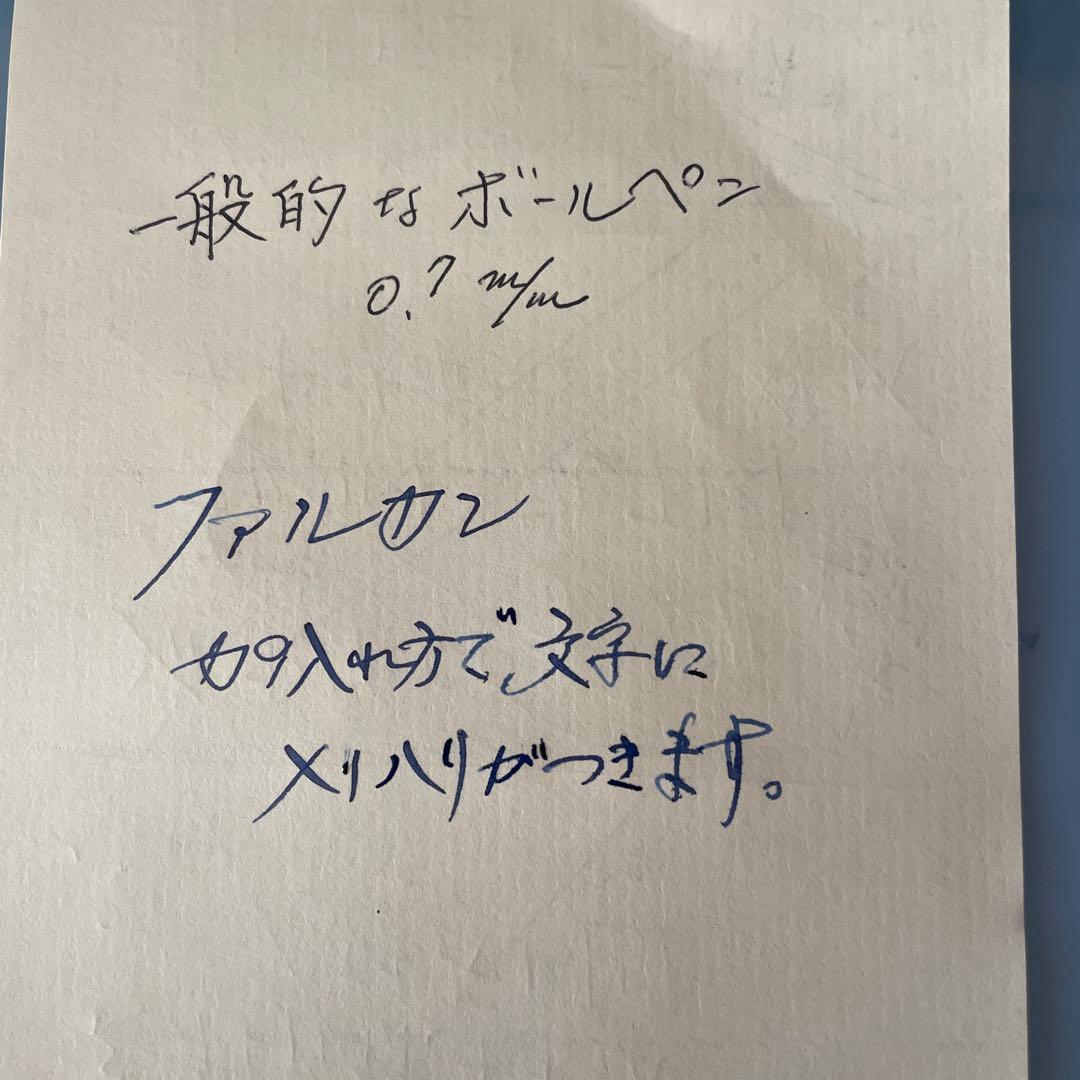 一般的なボールペン
0.7 m/m
ファルカン
力の入れ方で、文字に
メリハリがつきます。